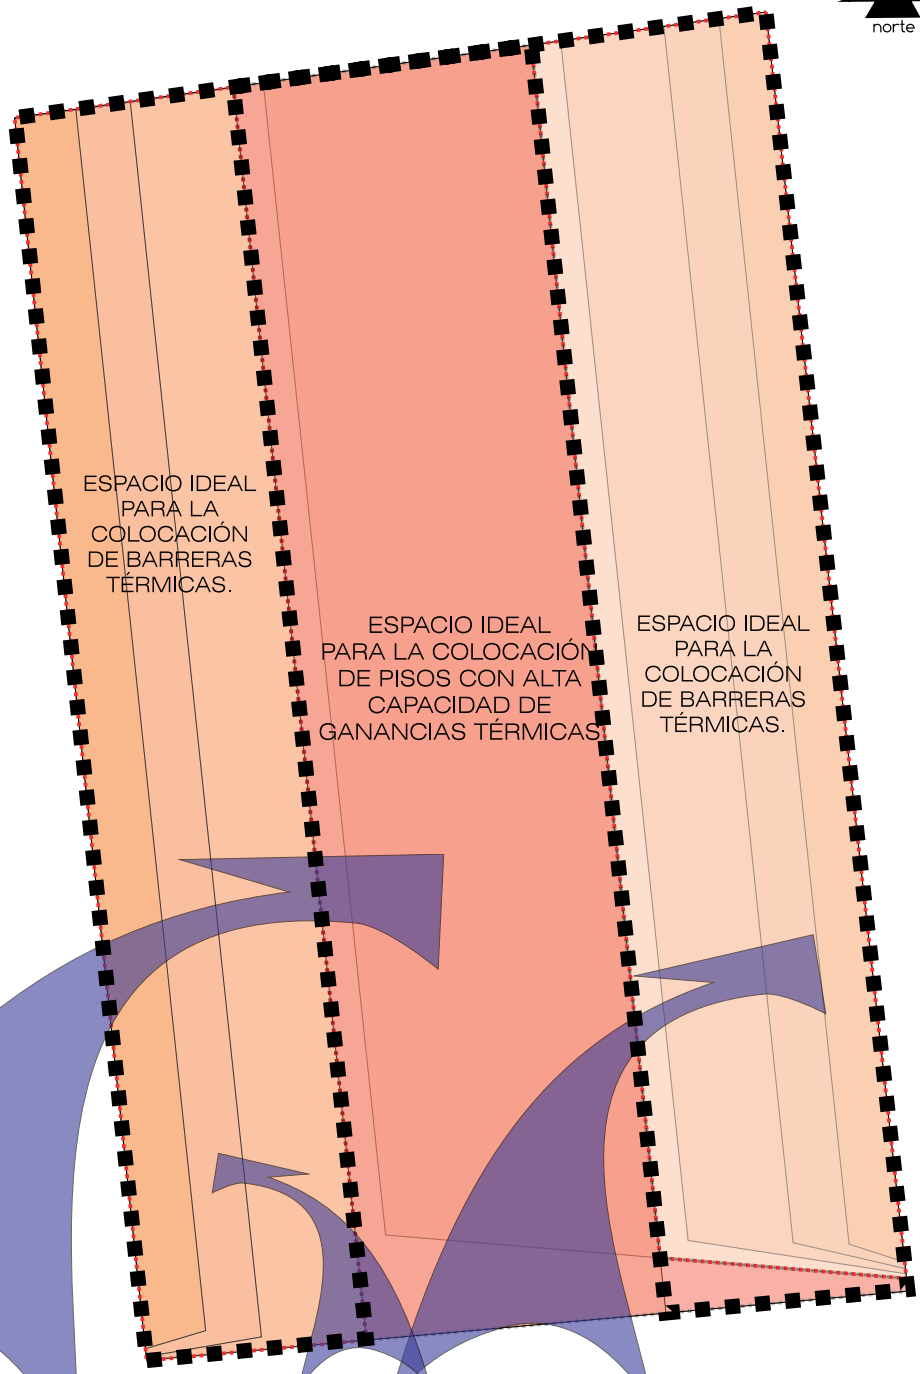 norte
ESPACIO IDEAL
PARA LA
COLOCACIÓN
DE BARRERAS
TÉRMICAS.
ESPACIO IDEAL
PARA LA COLOCACIÓN
DE PISOS CON ALTA
CAPACIDAD DE
GANANCIAS TÉRMICAS
ESPACIO IDEAL
PARA LA
COLOCACIÓN
DE BARRERAS
TÉRMICAS.